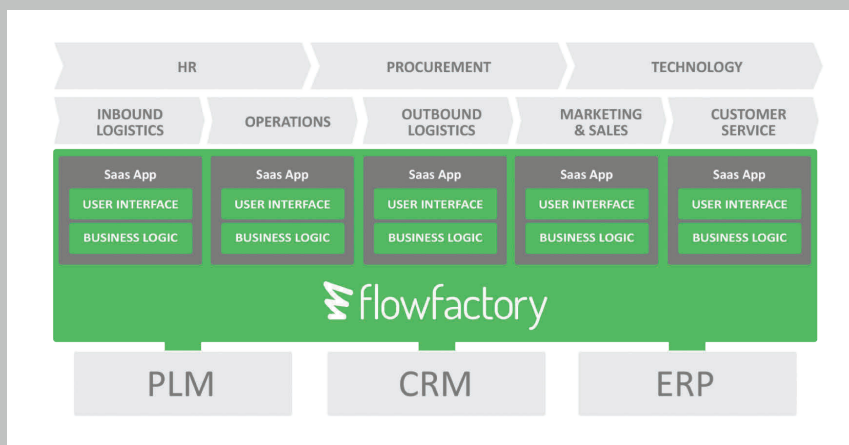 HR PROCUREMENT TECHNOLOGY
INBOUND LOGISTICS
OPERATIONS
OUTBOUND LOGISTICS
MARKETING & SALES
CUSTOMER SERVICE
Saas App Saas App Saas App Saas App Saas App
USER INTERFACE USER INTERFACE USER INTERFACE USER INTERFACE USER INTERFACE
BUSINESS LOGIC BUSINESS LOGIC BUSINESS LOGIC BUSINESS LOGIC BUSINESS LOGIC
flowfactory
PLM CRM ERP